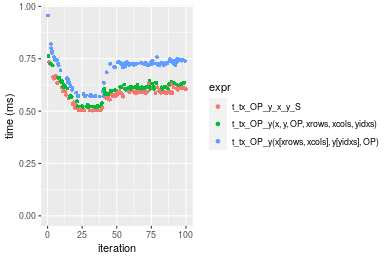 1.00
0.75
0.50
0.25
0.00
time (ms)
0 25 50 75 100
iteration
expr
t_tx_OP_y_x_y_S
t_tx_OP_y(x, y, OP, xrows, xcols, yidxs)
t_tx_OP_y(x[xrows, xcols], y[yidxs], OP)